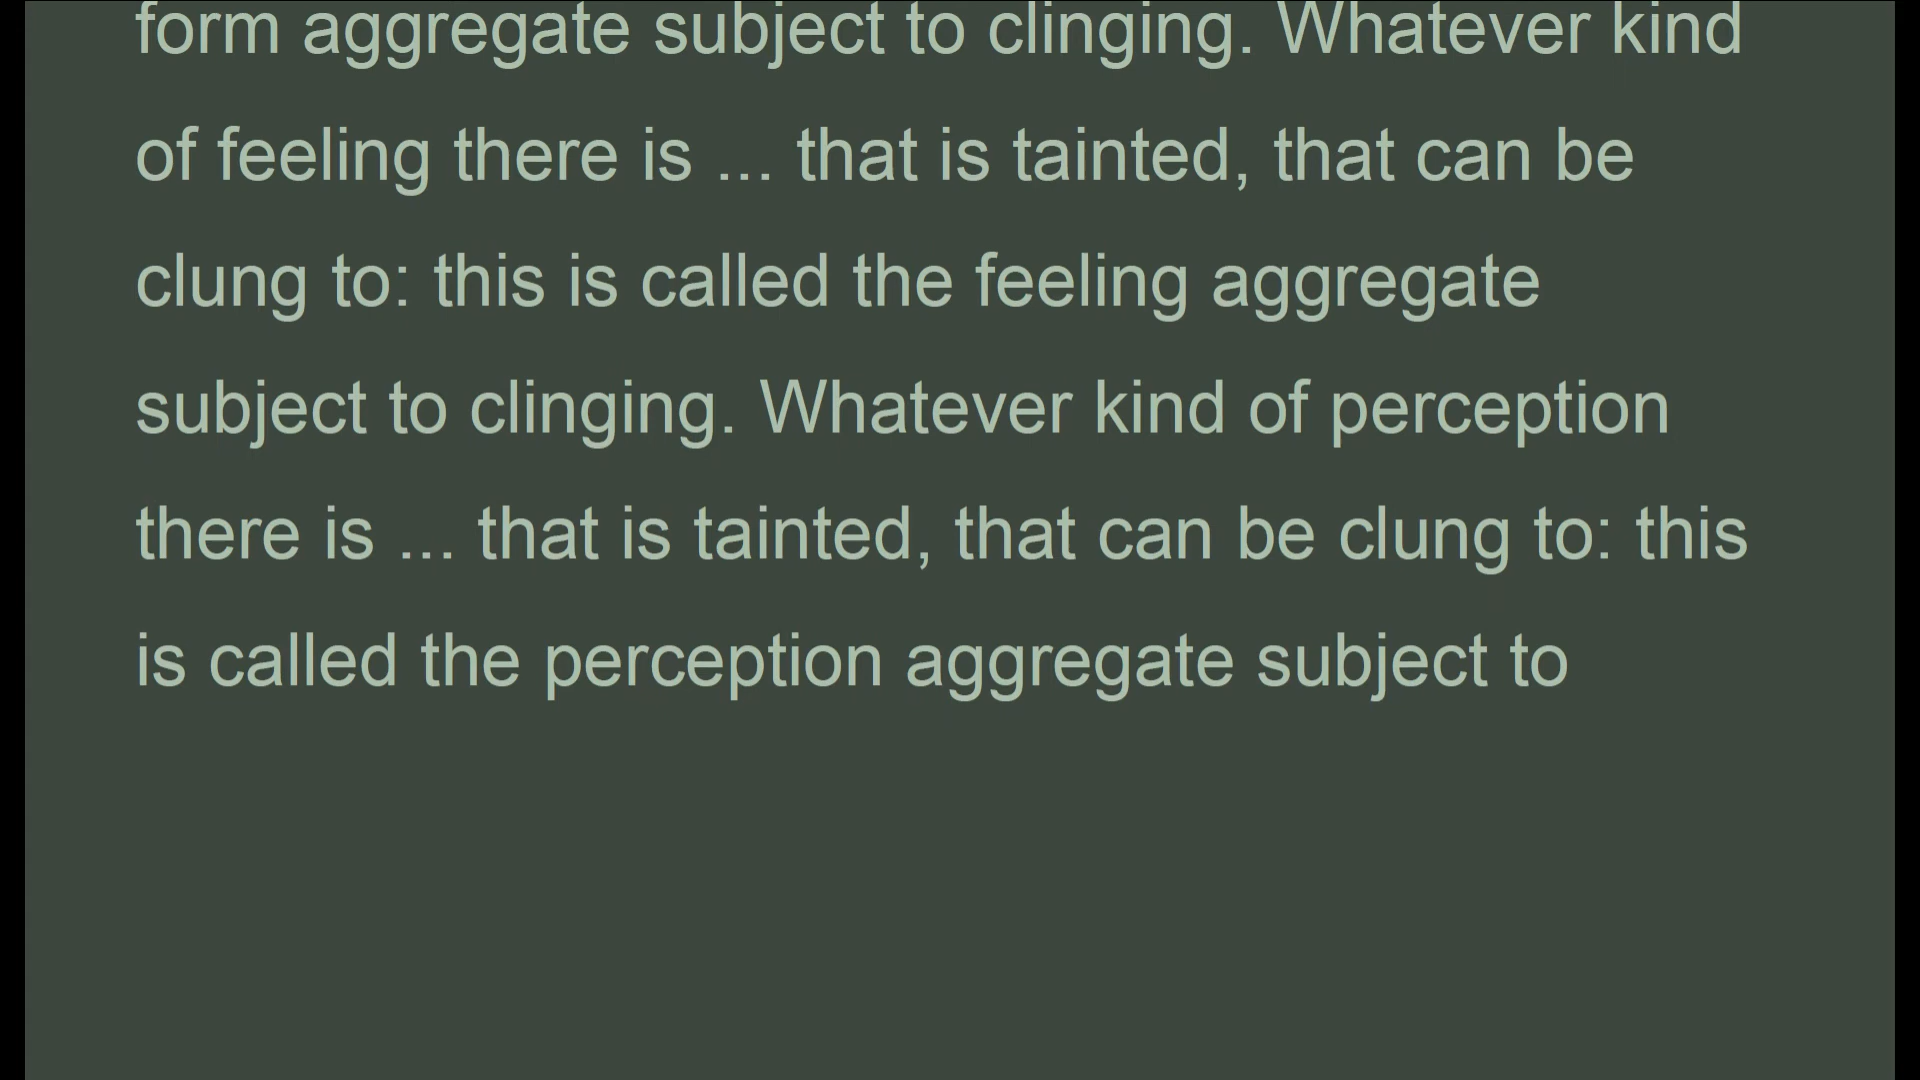 form aggregate subject to clinging. Whatever kind
of feeling there is ... that is tainted, that can be
clung to: this is called the feeling aggregate
subject to clinging. Whatever kind of perception
there is ... that is tainted, that can be clung to: this
is called the perception aggregate subject to